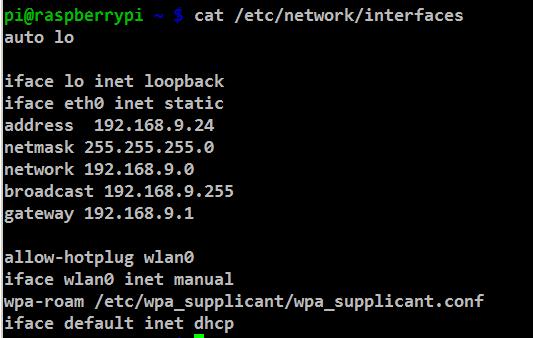 pi@raspberrypi ~ $ cat /etc/network/interfaces
auto lo
iface lo inet loopback
iface eth0 inet static
address  192.168.9.24
netmask 255.255.255.0
network 192.168.9.0
broadcast 192.168.9.255
gateway 192.168.9.1
allow-hotplug wlan0
iface wlan0 inet manual
wpa-roam /etc/wpa_supplicant/wpa_supplicant.conf
iface default inet dhcp